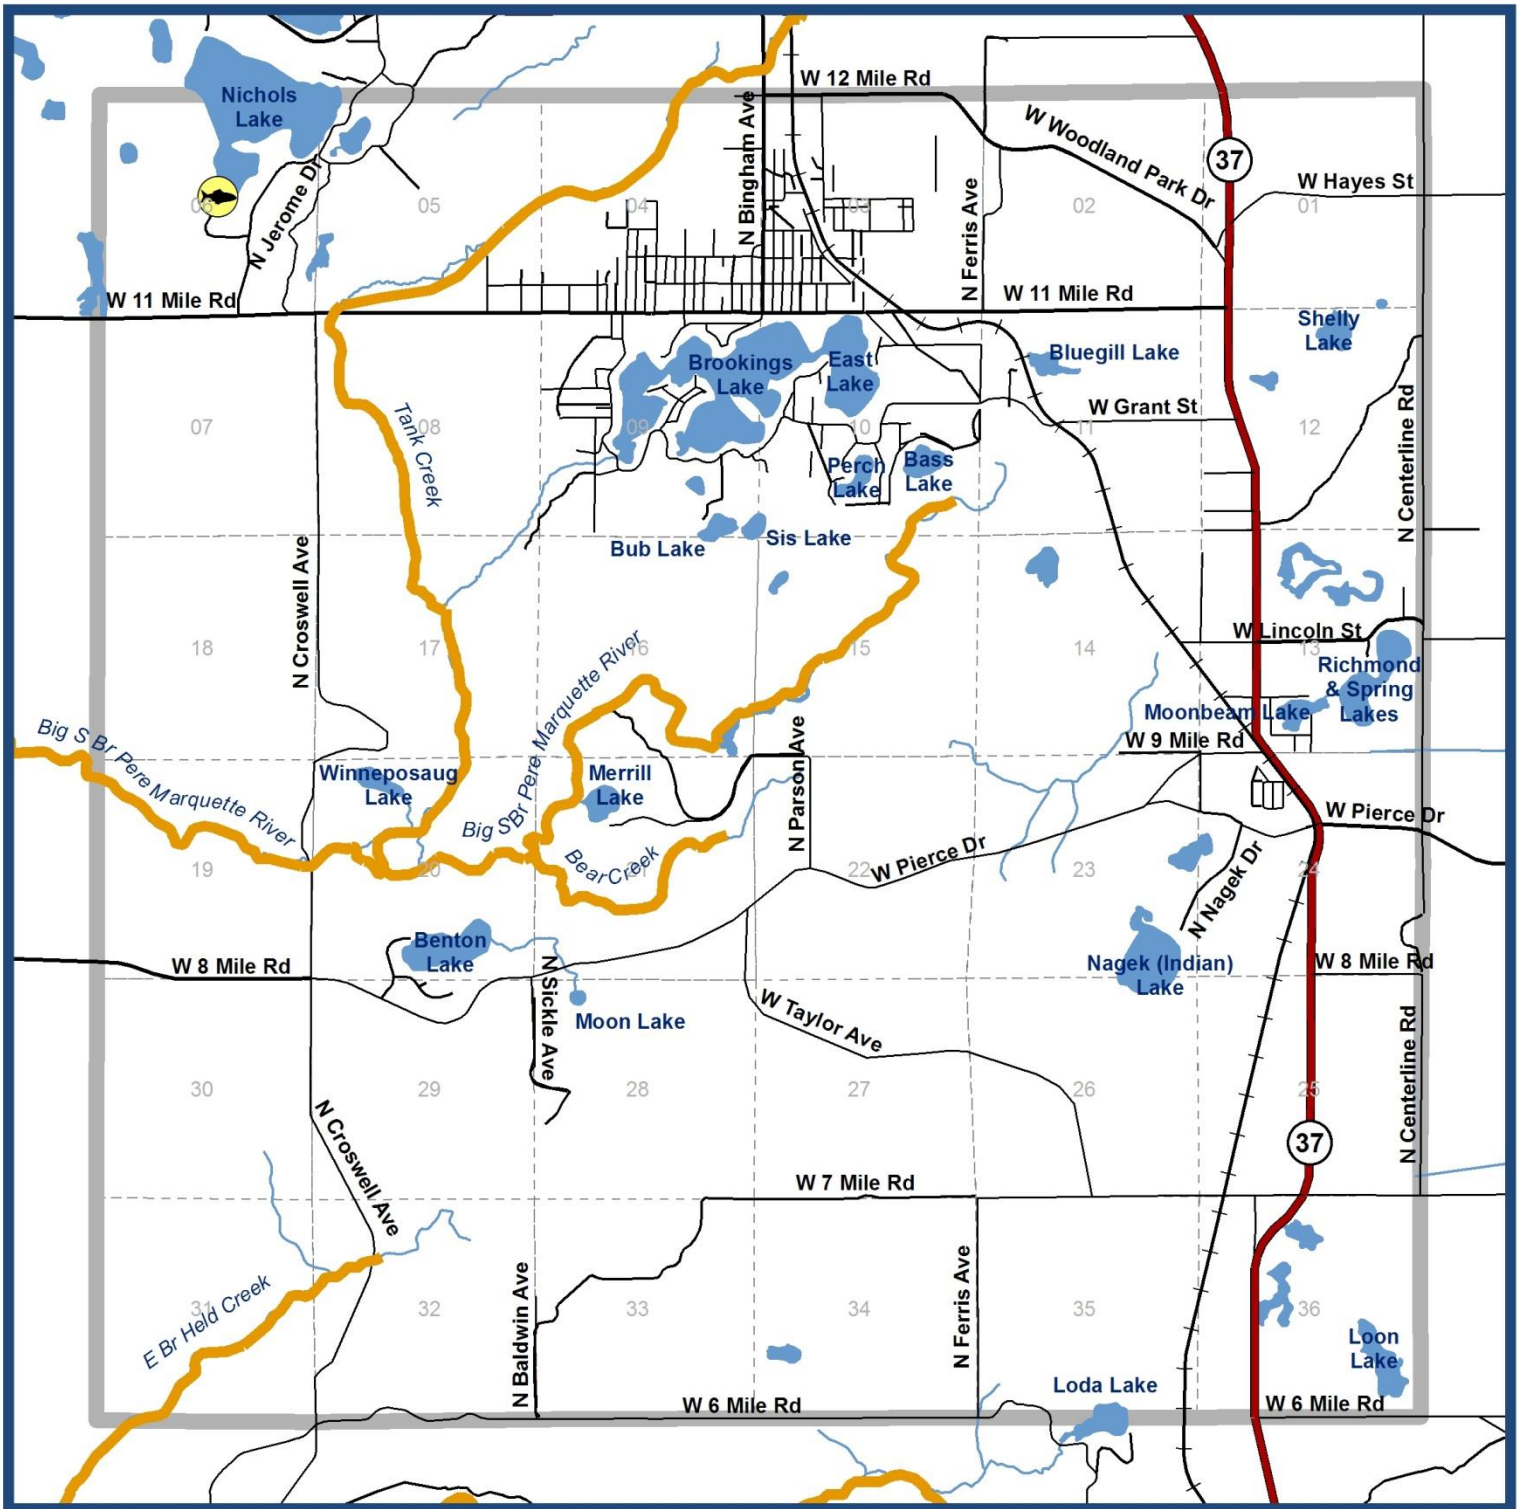 W 12 Mile Rd
Nichols
Lake
W Woodland Park Dr
37
N Bingham Ave
W Hayes St
N Jerome Dr
06
05
04
03
02
01
N Ferris Ave
W 11 Mile Rd
W 11 Mile Rd
Shelly
Lake
Brookings
Lake
East
Lake
Bluegill Lake
N Centerline Rd
W Grant St
Tank Creek
07
08
09
10
11
12
Perch
Lake
Bass
Lake
Bub Lake
Sis Lake
N Croswell Ave
W Lincoln St
18
17
16
15
14
13
Richmond
& Spring
Lakes
Big S Br Pere Marquette River
Moonbeam Lake
Big S Br Pere Marquette River
W 9 Mile Rd
Winneposaug
Lake
Merrill
Lake
N Parson Ave
W Pierce Dr
Bear Creek
W Pierce Dr
19
20
21
22
23
24
N Nagek Dr
Benton
Lake
W 8 Mile Rd
N Sickle Ave
Nagek (Indian)
Lake
W 8 Mile Rd
Moon Lake
W Taylor Ave
N Centerline Rd
30
29
28
27
26
25
N Croswell Ave
37
W 7 Mile Rd
E Br Held Creek
31
32
33
34
35
36
N Baldwin Ave
N Ferris Ave
Loon
Lake
Loda Lake
W 6 Mile Rd
W 6 Mile Rd